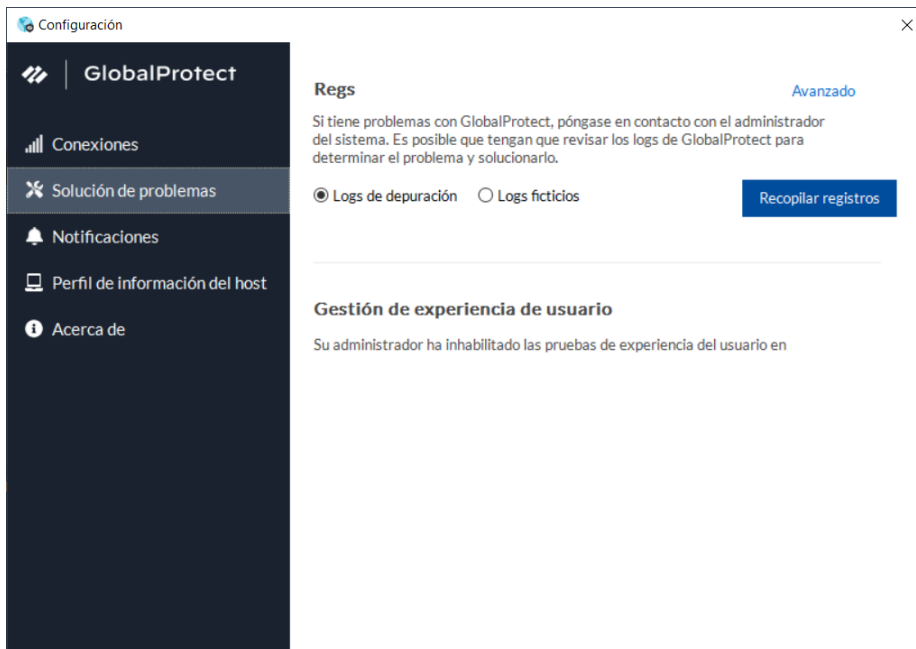 Configuración
GlobalProtect
Conexiones
Solución de problemas
Notificaciones
Perfil de información del host
Acerca de
Regs
Avanzado
Si tiene problemas con GlobalProtect, póngase en contacto con el administrador
del sistema. Es posible que tengan que revisar los logs de GlobalProtect para
determinar el problema y solucionarlo.
Logs de depuración
Logs ficticios
Recopilar registros
Gestión de experiencia de usuario
Su administrador ha inhabilitado las pruebas de experiencia del usuario en